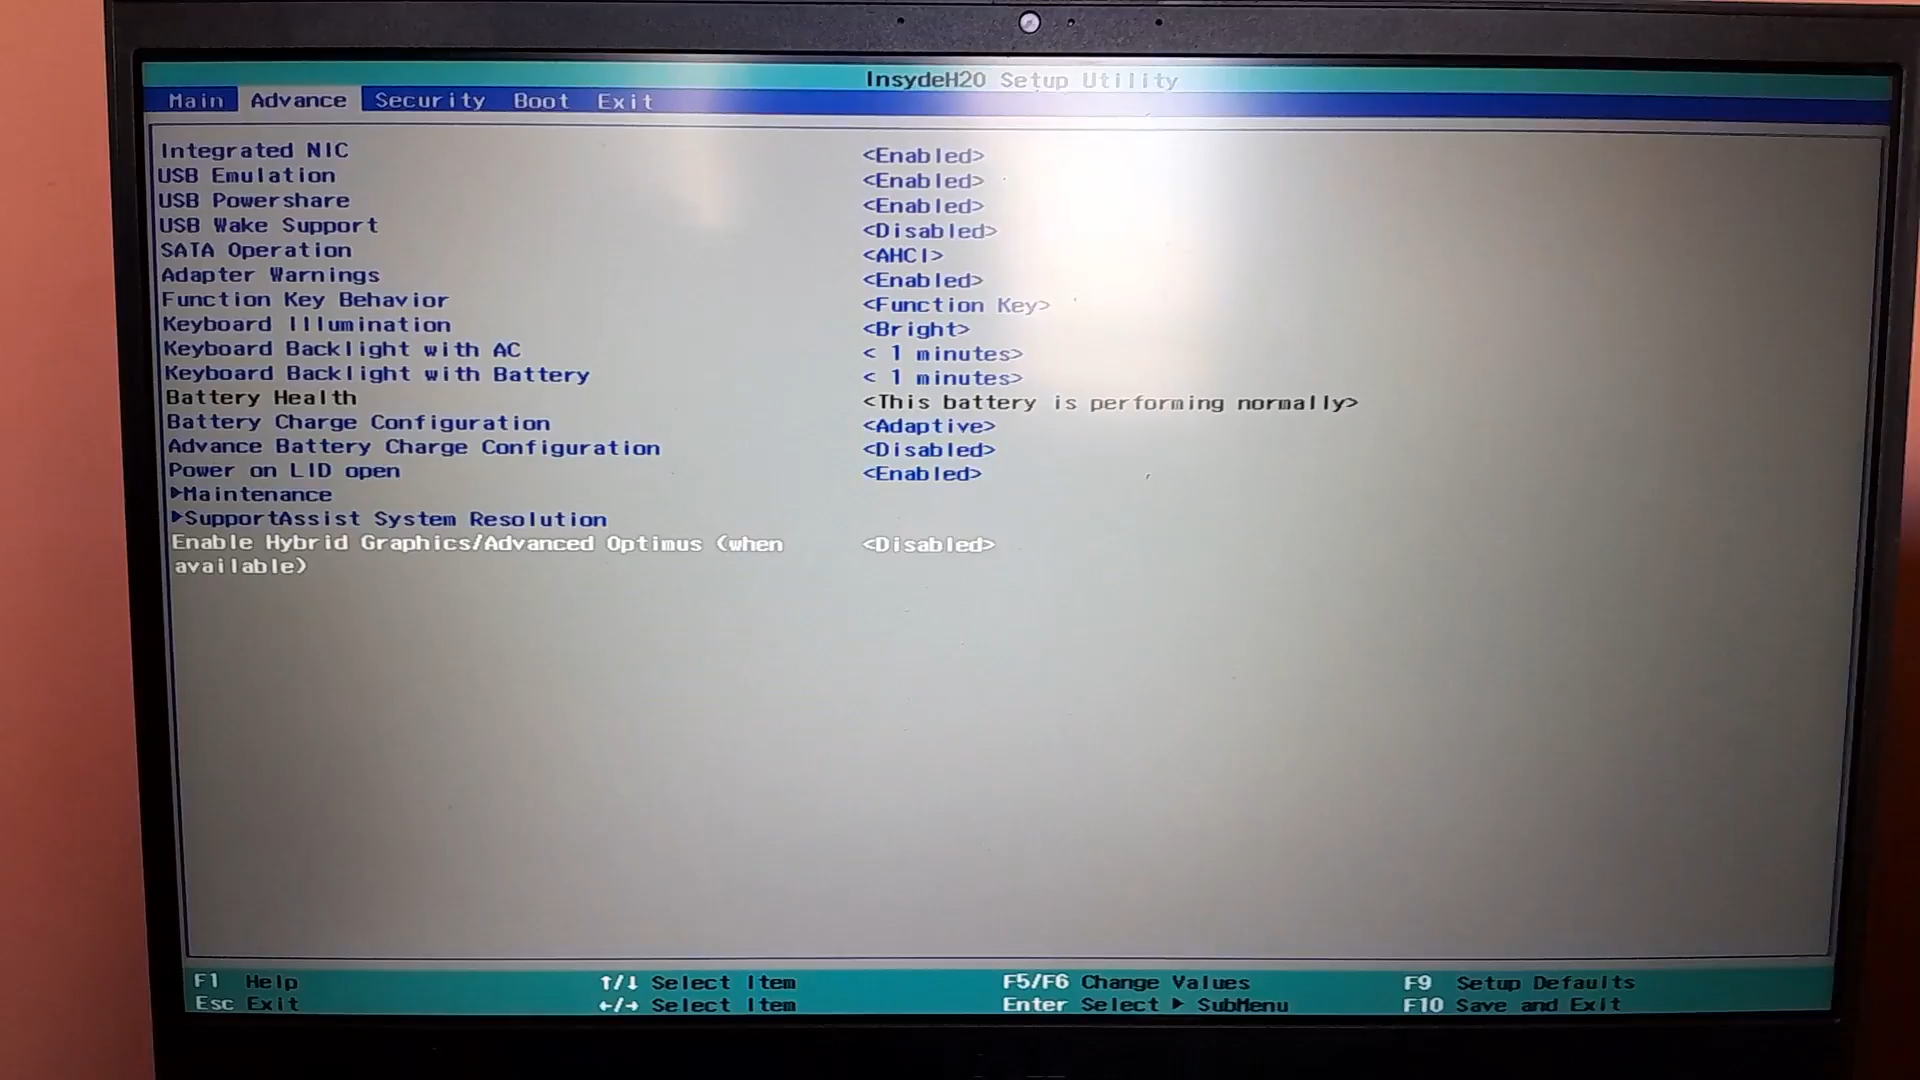 InsydeH20 Setup Utility
Main Advance Security Boot Exit
Integrated NIC <Enabled>
USB Emulation <Enabled>
USB Powershare <Enabled>
USB Wake Support <Disabled>
SATA Operation <AHCI>
Adapter Warnings <Enabled>
Function Key Behavior <Function Key>
Keyboard Illumination <Bright>
Keyboard Backlight with AC < 1 minutes>
Keyboard Backlight with Battery < 1 minutes>
Battery Health <This battery is performing normally>
Battery Charge Configuration <Adaptive>
Advance Battery Charge Configuration <Disabled>
Power on LID open <Enabled>
▶Maintenance
▶SupportAssist System Resolution
Enable Hybrid Graphics/Advanced Optimus (when <Disabled>
available)
F1 Help ↑/↓ Select Item F5/F6 Change Values F9 Setup Defaults
Esc Exit ←/→ Select Item Enter Select ▶ SubMenu F10 Save and Exit